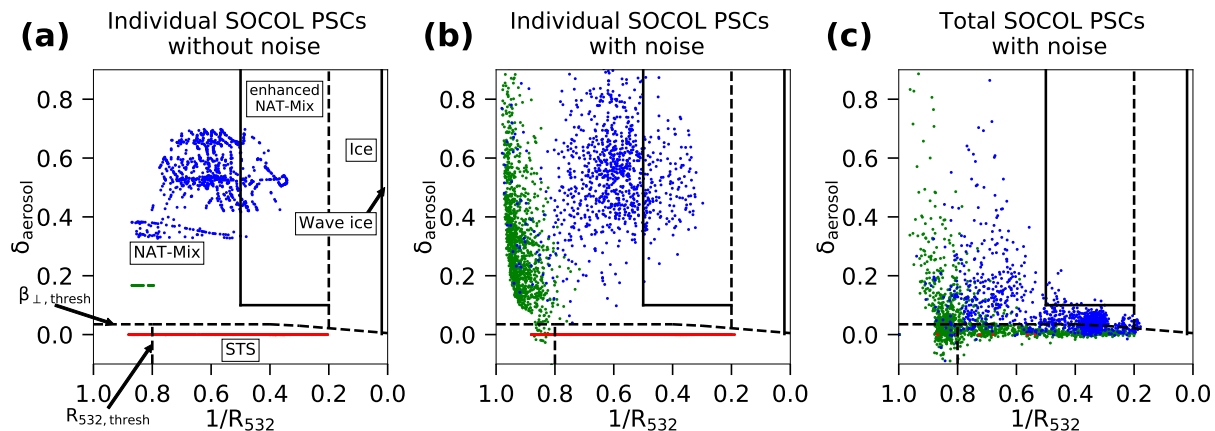 (a)
Individual SOCOL PSCs
without noise
δaerosol
0.8
0.6
0.4
0.2
0.0
enhanced
NAT-Mix
Ice
Wave ice
NAT-Mix
β⊥, thresh
STS
R532, thresh
1.0 0.8 0.6 0.4 0.2 0.0
1/R532
(b)
Individual SOCOL PSCs
with noise
δaerosol
0.8
0.6
0.4
0.2
0.0
1.0 0.8 0.6 0.4 0.2 0.0
1/R532
(c)
Total SOCOL PSCs
with noise
δaerosol
0.8
0.6
0.4
0.2
0.0
1.0 0.8 0.6 0.4 0.2 0.0
1/R532